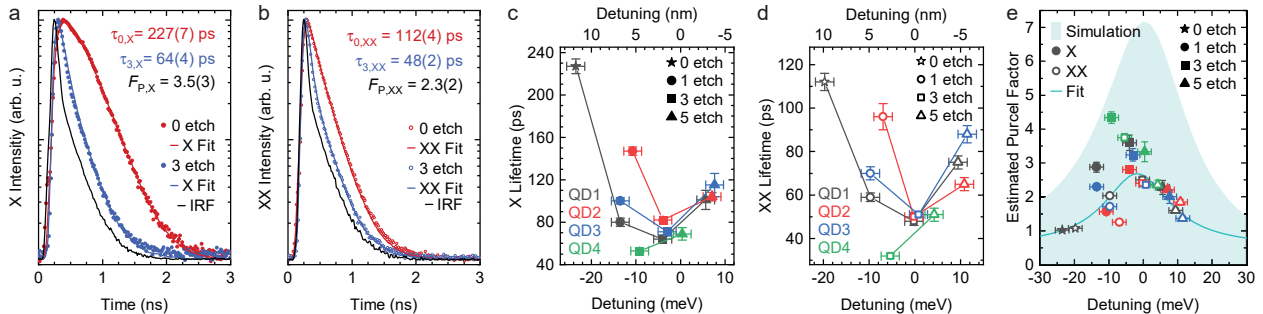 a
τ0,X = 227(7) ps
τ3,X = 64(4) ps
FP,X = 3.5(3)
0 etch
X Fit
3 etch
X Fit
IRF
X Intensitiy (arb. u.)
0 1 2 3
Time (ns)
b
τ0,XX = 112(4) ps
τ3,XX = 48(2) ps
FP,XX = 2.3(2)
0 etch
XX Fit
3 etch
XX Fit
IRF
XX Intensitiy (arb. u.)
0 1 2 3
Time (ns)
c
Detuning (nm)
10 5 0 -5
240
200
160
120
80
40
X Lifetime (ps)
0 etch
1 etch
3 etch
5 etch
QD1
QD2
QD3
QD4
-20 -10 0 10
Detuning (meV)
d
Detuning (nm)
10 5 0 -5
120
100
80
60
40
XX Lifetime (ps)
0 etch
1 etch
3 etch
5 etch
QD1
QD2
QD3
QD4
-20 -10 0 10
Detuning (meV)
e
7
6
5
4
3
2
1
0
Estimated Purcel Factor
Simulation
X
XX
Fit
0 etch
1 etch
3 etch
5 etch
-30 -20 -10 0 10 20 30
Detuning (meV)